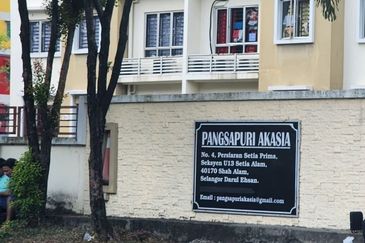 PANGSAPURI AKASIA
No. 4, Persiaran Setia Prima,
Seksyen U13 Setia Alam,
40170 Shah Alam,
Selangor Darul Ehsan.
Email : pangsapuriakasia@gmail.com